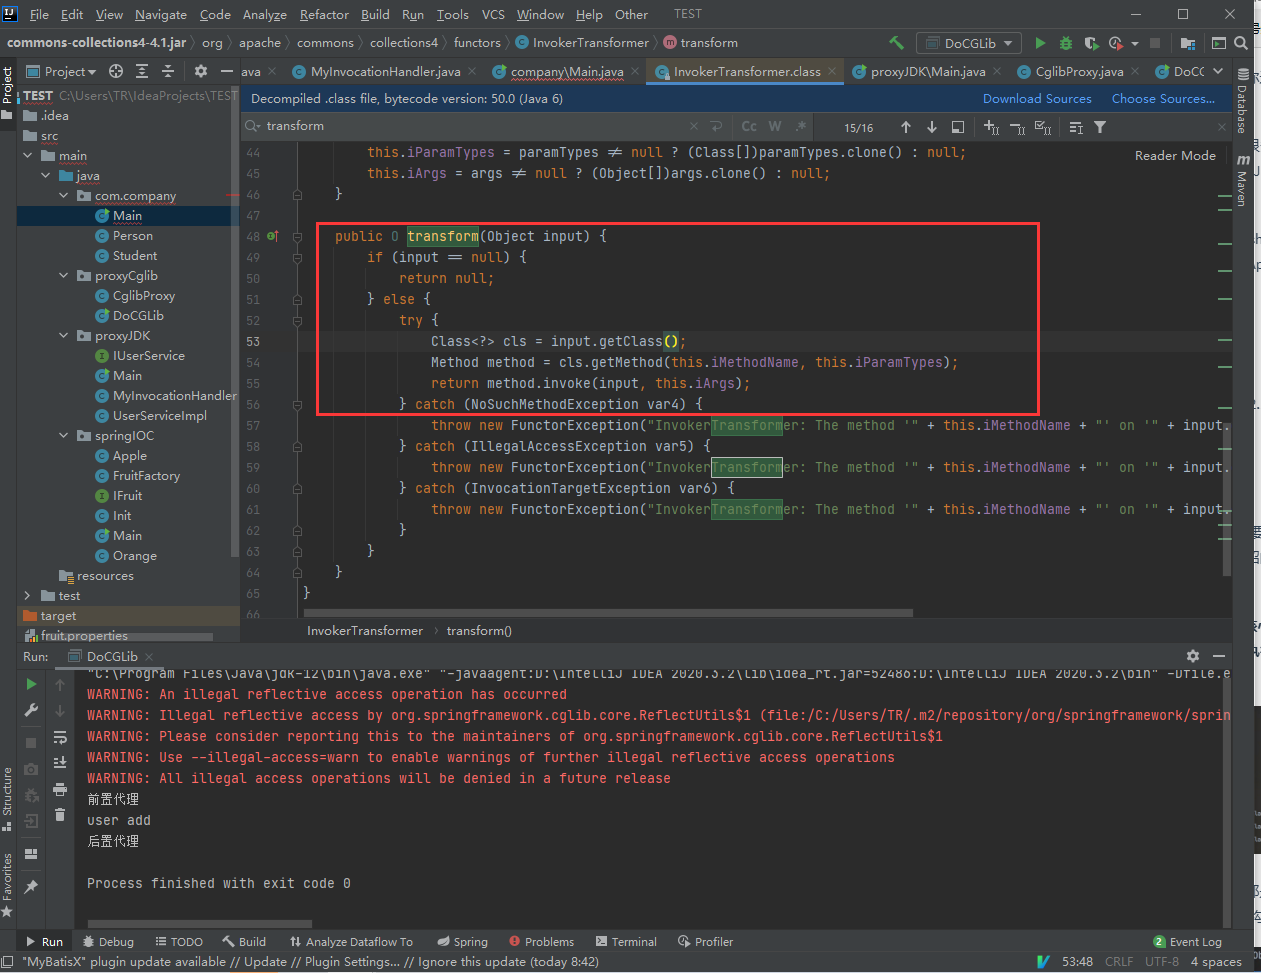 File Edit View Navigate Code Analyze Refactor Build Run Tools VCS Window Help Other TEST
commons-collections4-4.1.jar org apache commons collections4 functors InvokerTransformer transform DoCGLib
Project ava MyInvocationHandler.java company\Main.java InvokerTransformer.class proxyJDK\Main.java CglibProxy.java DoCC
Project
TEST C:\Users\TR\IdeaProjects\TEST
.idea
src
main
java
com.company
Main
Person
Student
proxyCglib
CglibProxy
DoCGLib
proxyJDK
IUserService
Main
MyInvocationHandler
UserServiceImpl
springIOC
Apple
FruitFactory
IFruit
Init
Main
Orange
resources
test
target
fruit.properties
Decompiled .class file, bytecode version: 50.0 (Java 6) Download Sources Choose Sources...
transform Cc W .* 15/16
Reader Mode
44 this.iParamTypes = paramTypes ≠ null ? (Class[])paramTypes.clone() : null;
45 this.iArgs = args ≠ null ? (Object[])args.clone() : null;
46 }
47
48 public O transform(Object input) {
49 if (input == null) {
50 return null;
51 } else {
52 try {
53 Class<?> cls = input.getClass();
54 Method method = cls.getMethod(this.iMethodName, this.iParamTypes);
55 return method.invoke(input, this.iArgs);
56 } catch (NoSuchMethodException var4) {
57 throw new FunctorException("InvokerTransformer: The method '" + this.iMethodName + "' on '" + input.
58 } catch (IllegalAccessException var5) {
59 throw new FunctorException("InvokerTransformer: The method '" + this.iMethodName + "' on '" + input.
60 } catch (InvocationTargetException var6) {
61 throw new FunctorException("InvokerTransformer: The method '" + this.iMethodName + "' on '" + input.
62 }
63 }
64 }
65 }
66
InvokerTransformer transform()
Database
Maven
Run: DoCGLib
"C:\Program Files\Java\jdk-12\bin\java.exe" "-javaagent:D:\IntelliJ IDEA 2020.3.2\lib\idea_rt.jar=52486:D:\IntelliJ IDEA 2020.3.2\bin" -Dfile.e
WARNING: An illegal reflective access operation has occurred
WARNING: Illegal reflective access by org.springframework.cglib.core.ReflectUtils$1 (file:/C:/Users/TR/.m2/repository/org/springframework/sprin
WARNING: Please consider reporting this to the maintainers of org.springframework.cglib.core.ReflectUtils$1
WARNING: Use --illegal-access=warn to enable warnings of further illegal reflective access operations
WARNING: All illegal access operations will be denied in a future release
前置代理
user add
后置代理
Process finished with exit code 0
Structure
Favorites
Run Debug TODO Build Analyze Dataflow To Spring Problems Terminal Profiler 2 Event Log
"MyBatisX" plugin update available // Update // Plugin Settings... // Ignore this update (today 8:42) 53:48 CRLF UTF-8 4 spaces